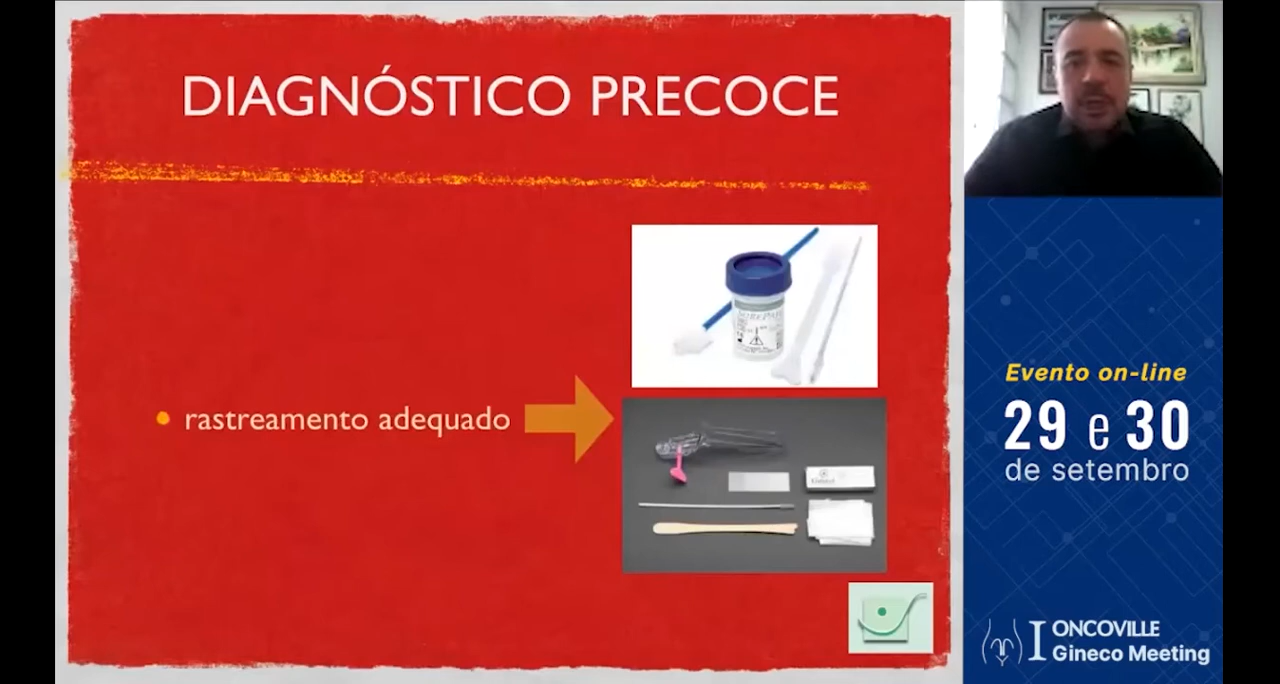 DIAGNÓSTICO PRECOCE
rastreamento adequado
Evento on-line
29 e 30
de setembro
I ONCOVILLE
Gineco Meeting